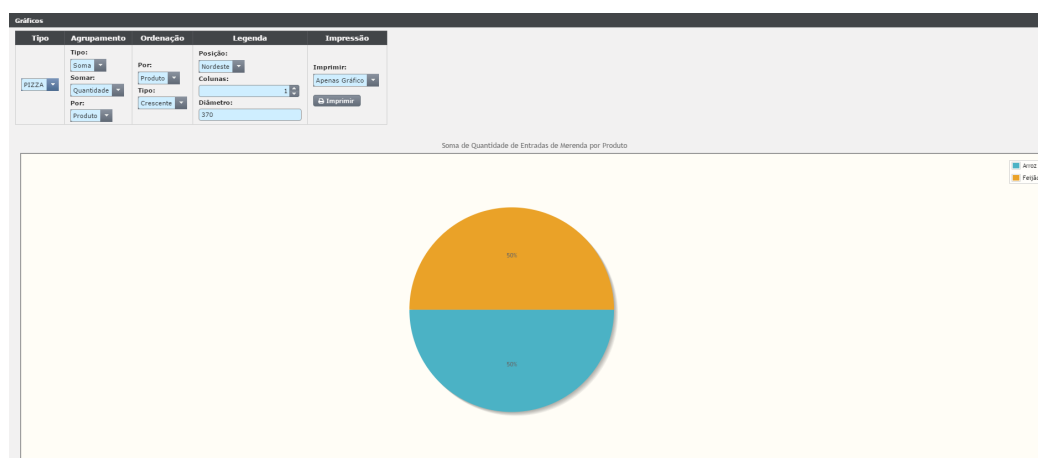 Gráficos
Tipo Agrupamento Ordenação Legenda Impressão
PIZZA
Tipo:
Soma
Somar:
Quantidade
Por:
Produto
Por:
Produto
Tipo:
Crescente
Posição:
Nordeste
Colunas:
1
Diâmetro:
370
Imprimir:
Apenas Gráfico
Imprimir
Soma de Quantidade de Entradas de Merenda por Produto
Arroz
Feijã
50%
50%